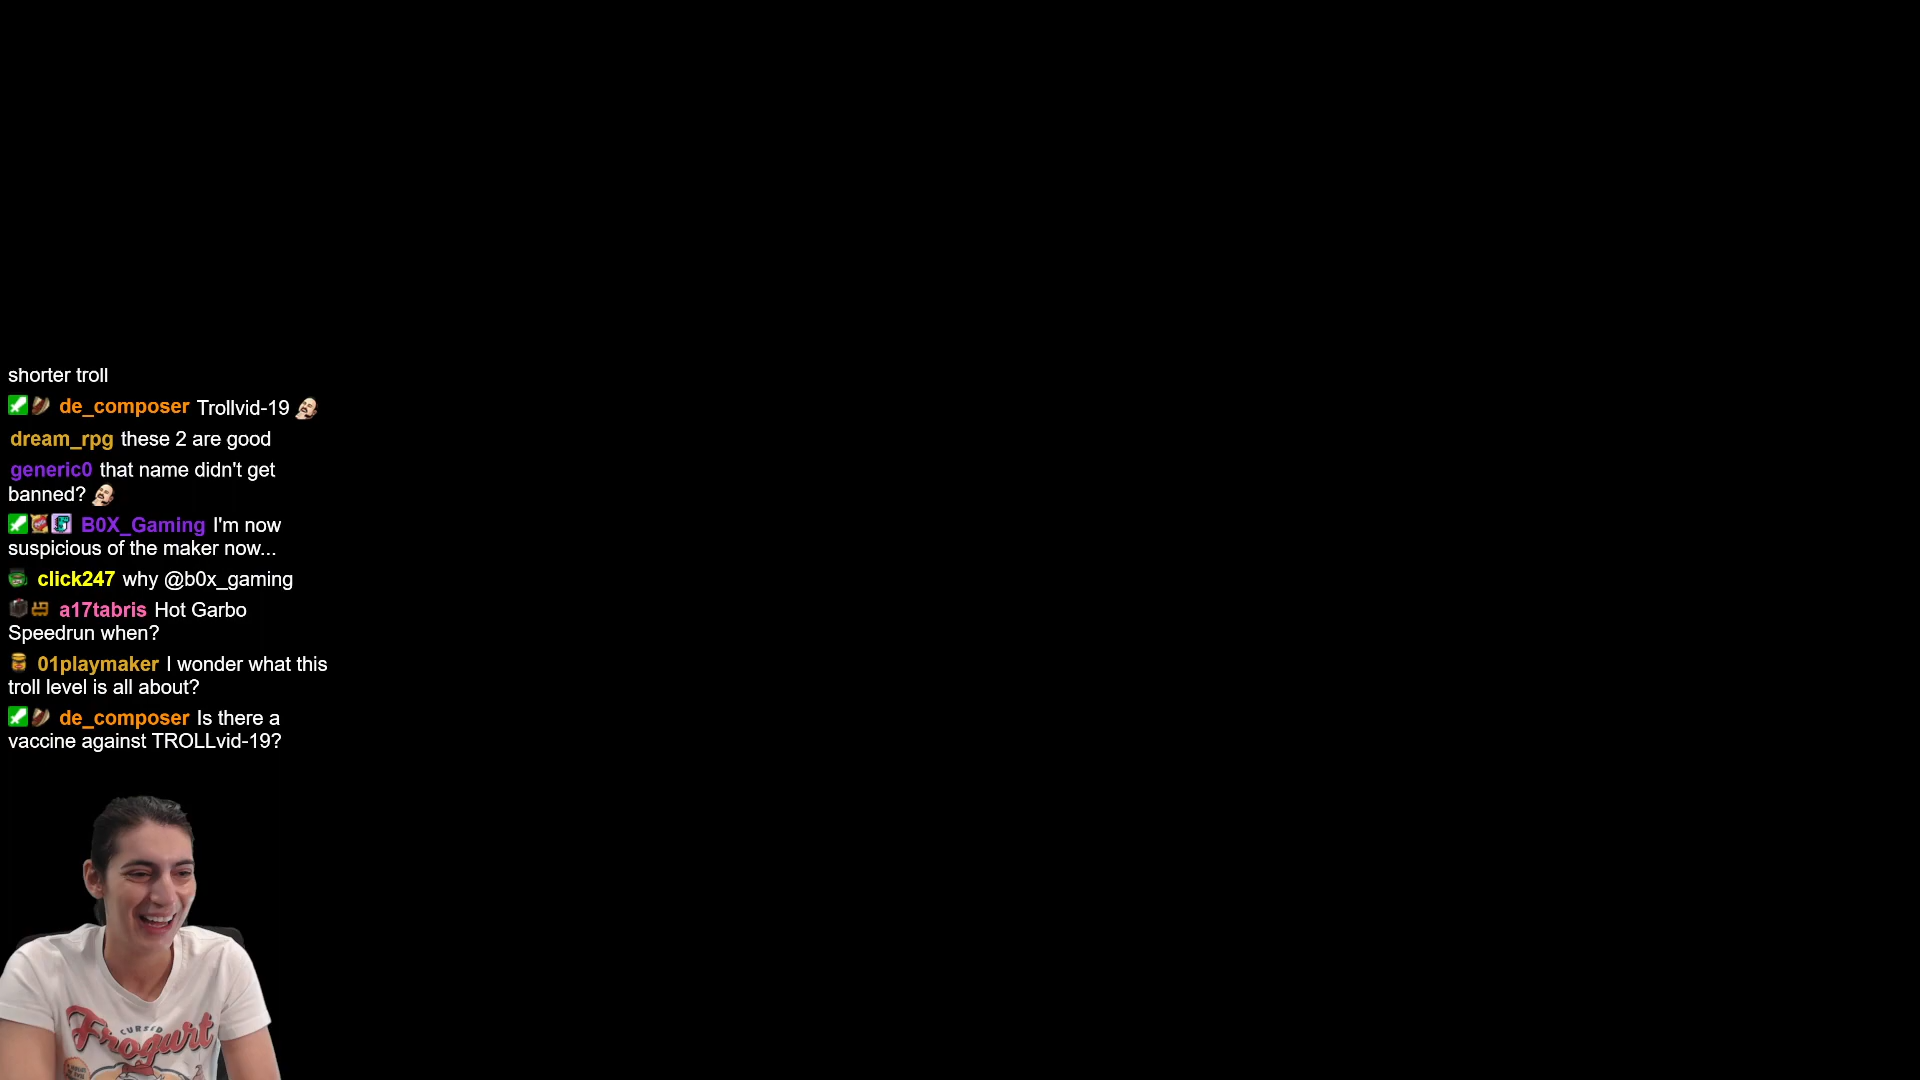 shorter troll
de_composer Trollvid-19
dream_rpg these 2 are good
generic0 that name didn't get
banned?
B0X_Gaming I'm now
suspicious of the maker now...
click247 why @b0x_gaming
a17tabris Hot Garbo
Speedrun when?
01playmaker I wonder what this
troll level is all about?
de_composer Is there a
vaccine against TROLLvid-19?
CURSED
Frogurt